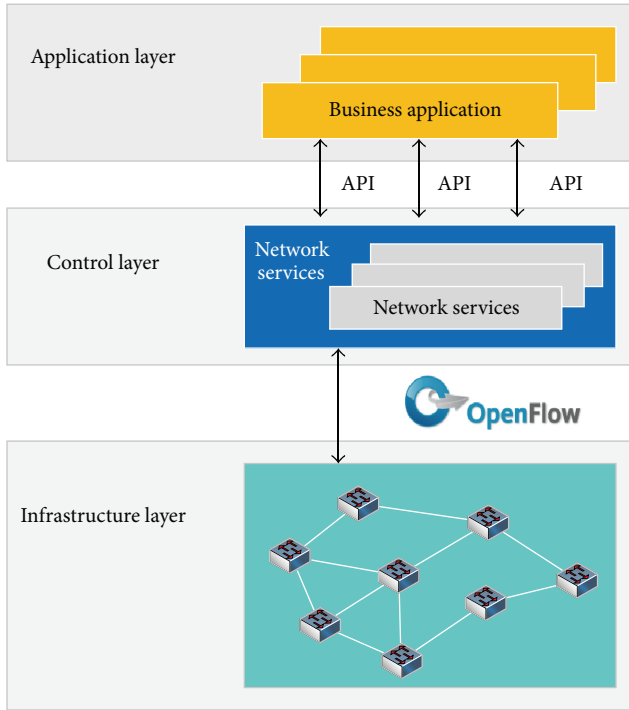 Application layer
Business application
API API API
Control layer
Network
services
Network services
OpenFlow
Infrastructure layer